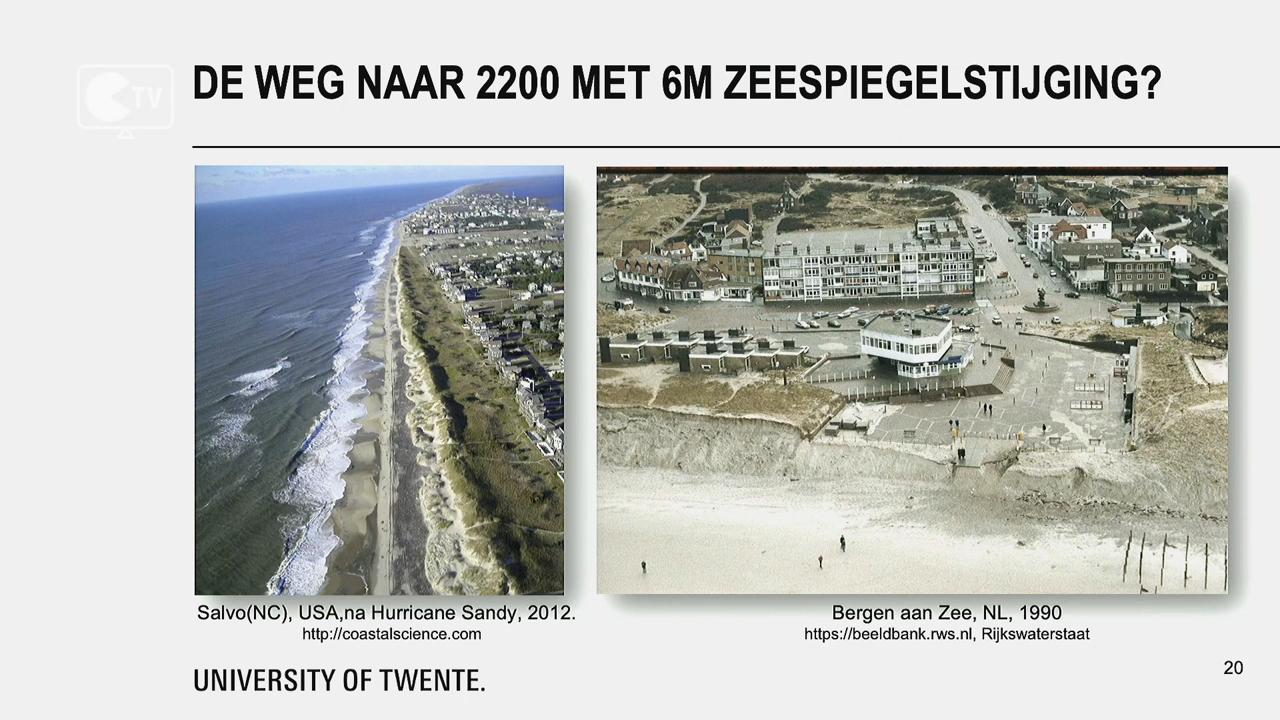 TV
DE WEG NAAR 2200 MET 6M ZEESPIEGELSTIJGING?
Salvo(NC), USA,na Hurricane Sandy, 2012.
http://coastalscience.com
Bergen aan Zee, NL, 1990
https://beeldbank.rws.nl, Rijkswaterstaat
UNIVERSITY OF TWENTE.
20